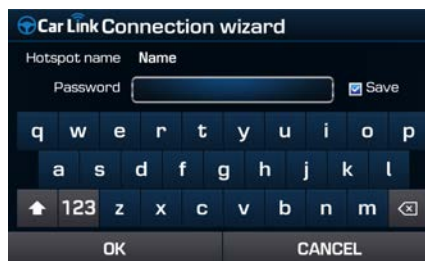 Car Link Connection wizard
Hotspot name Name
Password Save
q w e r t y u i o p
a s d f g h j k l
123 z x c v b n m
OK CANCEL